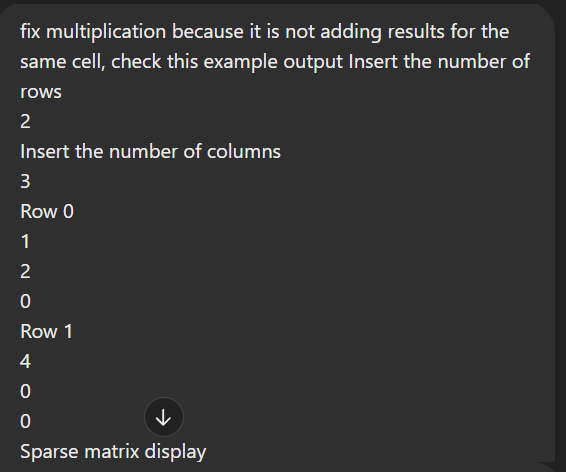 fix multiplication because it is not adding results for the
same cell, check this example output Insert the number of
rows
2
Insert the number of columns
3
Row 0
1
2
0
Row 1
4
0
0
Sparse matrix display